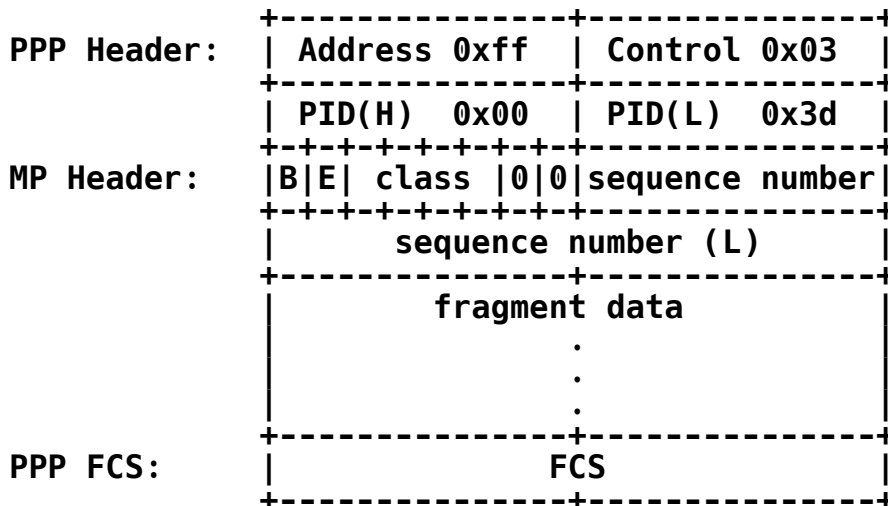 +---------------+---------------+
PPP Header:   | Address 0xff  | Control 0x03  |
              +---------------+---------------+
              | PID(H)  0x00  | PID(L)  0x3d  |
              +-+-+-+-+-+-+-+-+---------------+
MP Header:    |B|E| class |0|0|sequence number|
              +-+-+-+-+-+-+-+-+---------------+
              |      sequence number (L)      |
              +---------------+---------------+
              |        fragment data          |
              |               .               |
              |               .               |
              |               .               |
              +---------------+---------------+
PPP FCS:      |              FCS              |
              +---------------+---------------+